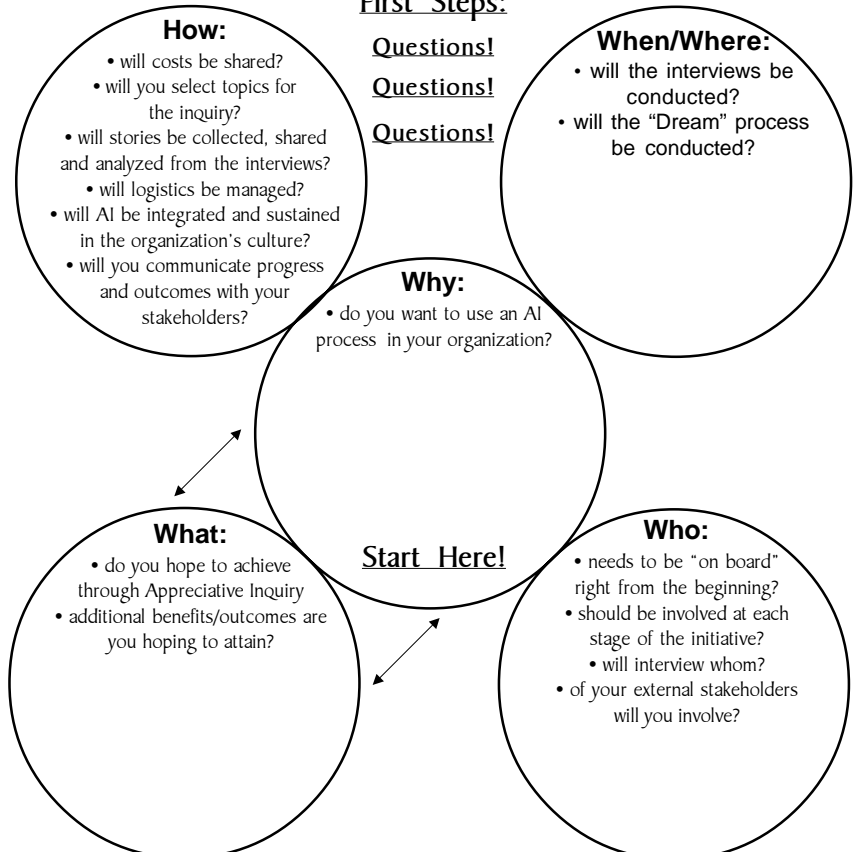 First Steps:
Questions!
Questions!
Questions!
How:
• will costs be shared?
• will you select topics for
the inquiry?
• will stories be collected, shared
and analyzed from the interviews?
• will logistics be managed?
• will AI be integrated and sustained
in the organization's culture?
• will you communicate progress
and outcomes with your
stakeholders?
When/Where:
• will the interviews be
conducted?
• will the “Dream” process
be conducted?
Why:
• do you want to use an AI
process in your organization?
Start Here!
What:
• do you hope to achieve
through Appreciative Inquiry
• additional benefits/outcomes are
you hoping to attain?
Who:
• needs to be “on board”
right from the beginning?
• should be involved at each
stage of the initiative?
• will interview whom?
• of your external stakeholders
will you involve?